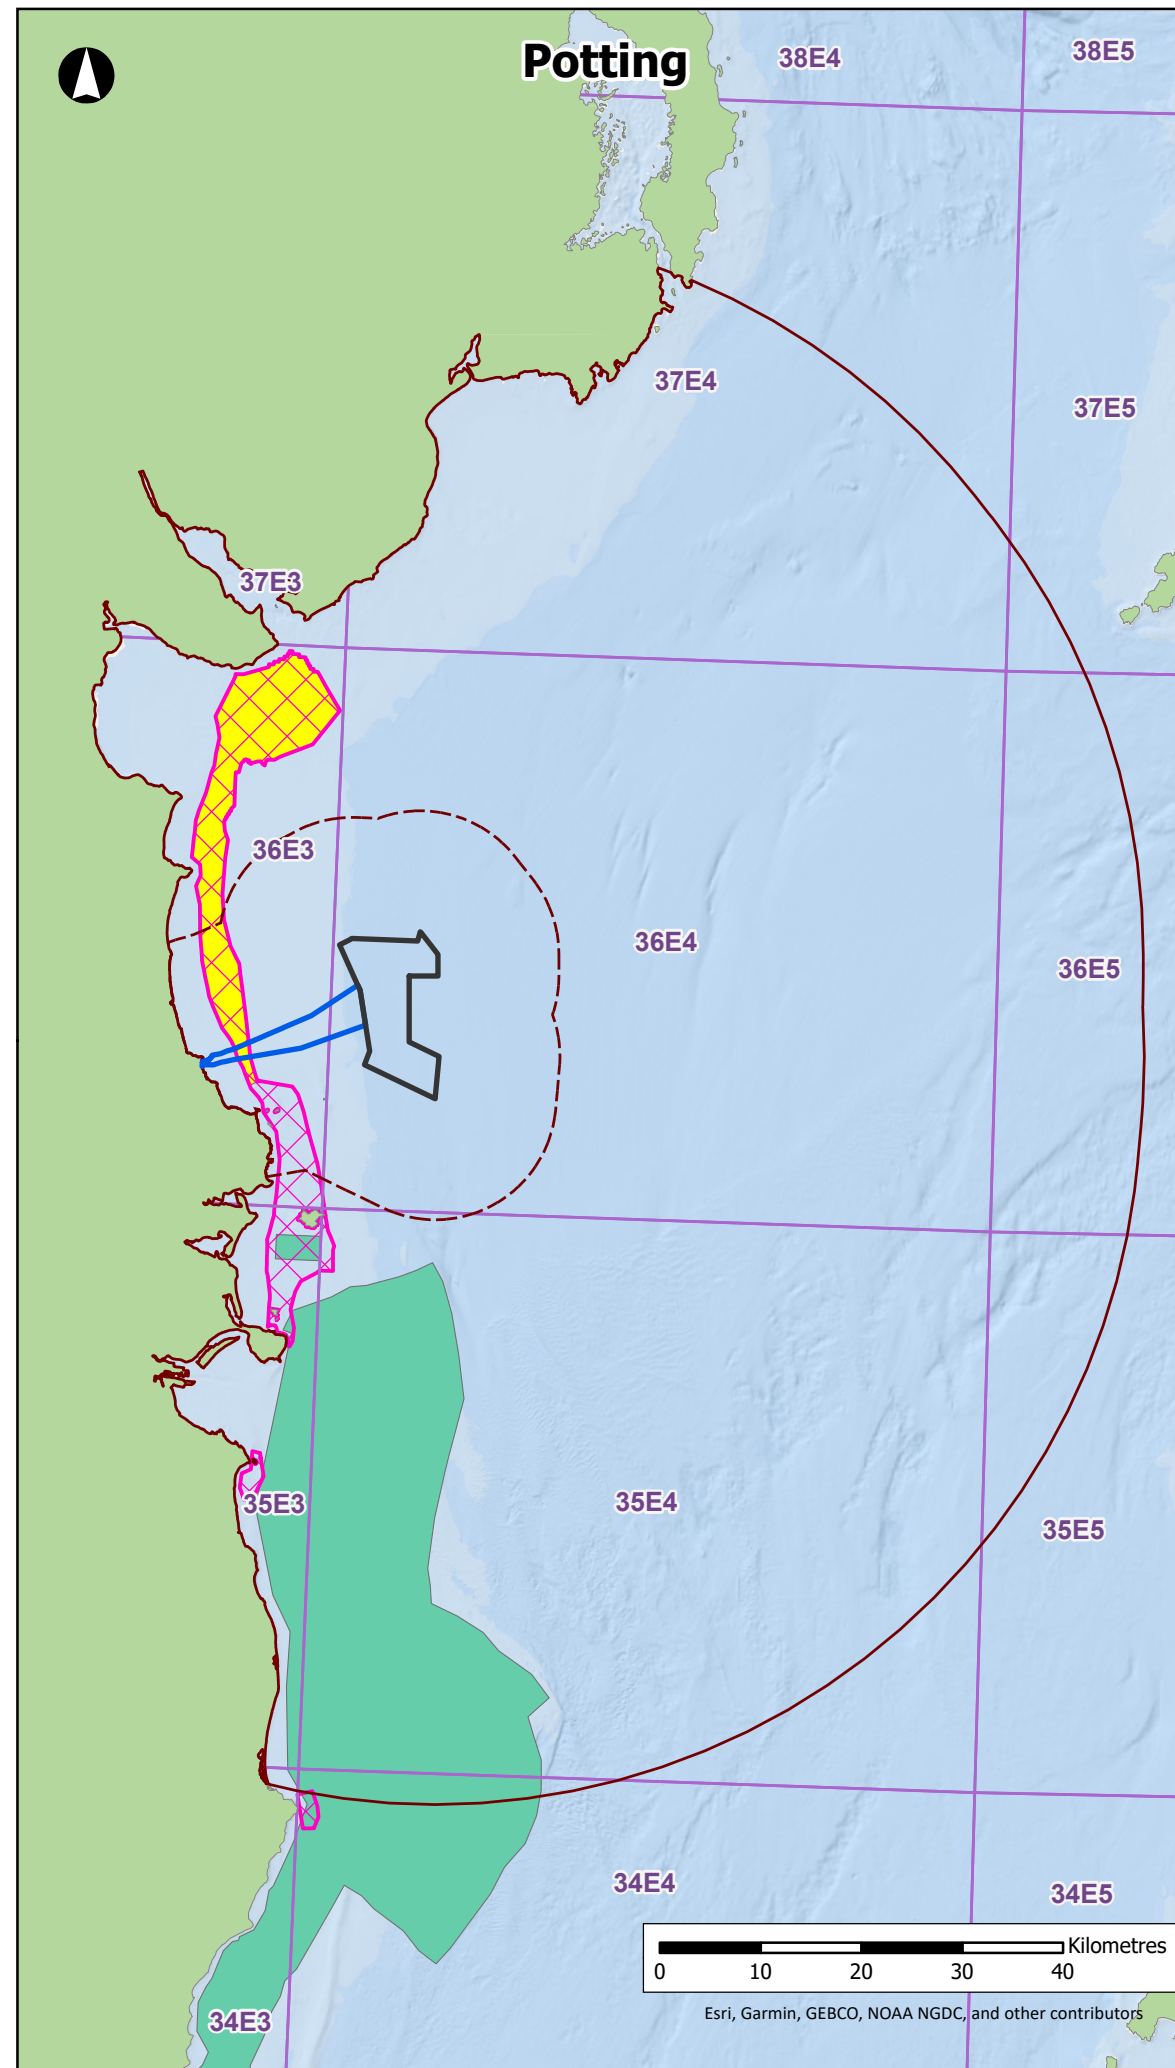 Potting
38E4
38E5
37E4
37E5
37E3
36E3
36E4
36E5
35E3
35E4
35E5
34E4
34E5
Kilometres
0 10 20 30 40
Esri, Garmin, GEBCO, NOAA NGDC, and other contributors
34E3